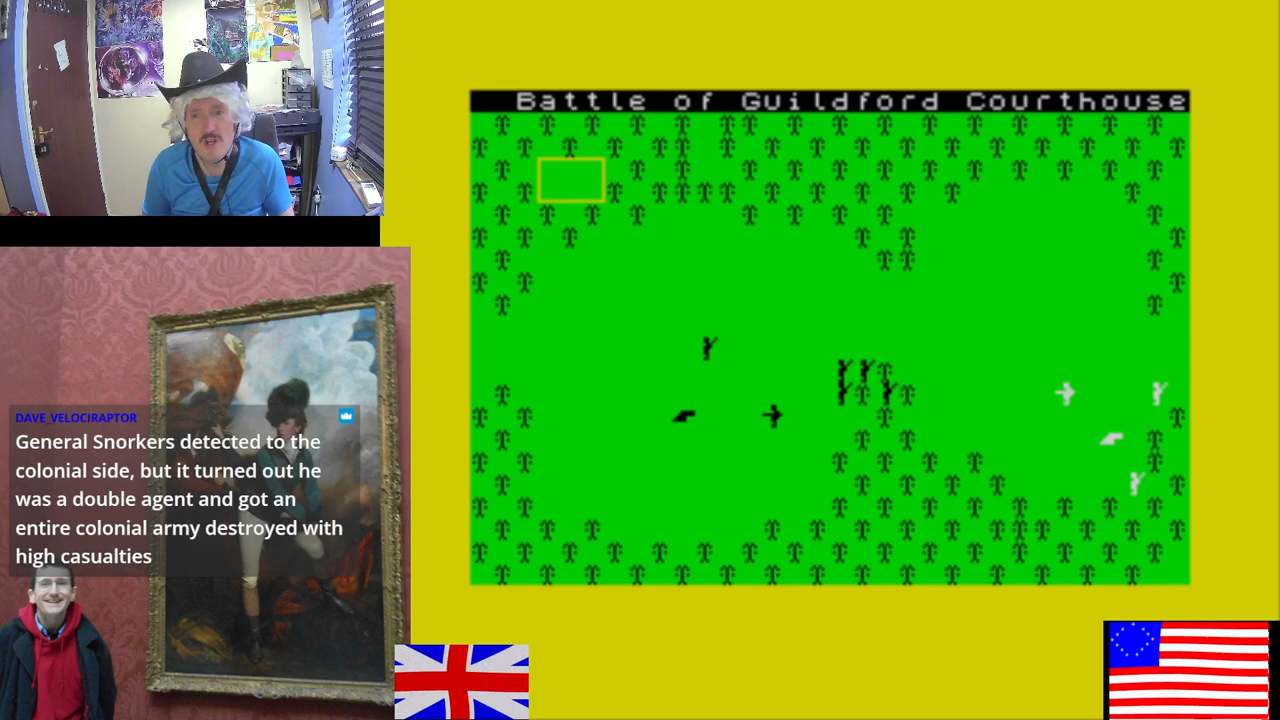 Battle of Guildford Courthouse
DAVE_VELOCIRAPTOR
General Snorkers detected to the
colonial side, but it turned out he
was a double agent and got an
entire colonial army destroyed with
high casualties